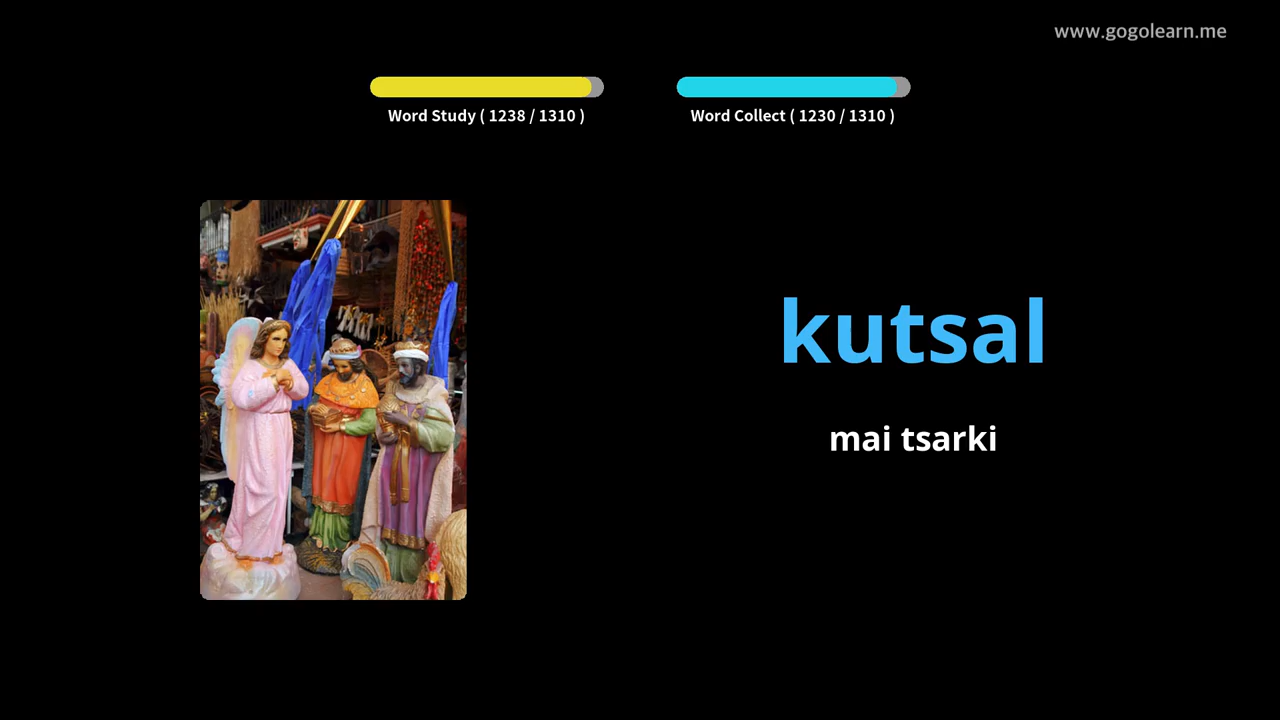 www.gogolearn.me
Word Study ( 1238 / 1310 )
Word Collect ( 1230 / 1310 )
kutsal
mai tsarki